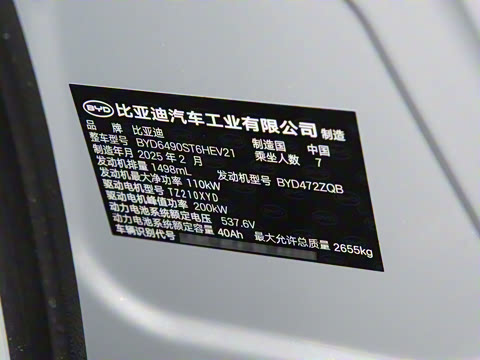 BYD 比亚迪汽车工业有限公司 制造
品 牌 比亚迪 制造国 中国
整车型号 BYD6490ST6HEV21 乘坐人数 7
制造年月 2025 年 2 月
发动机排量 1498mL
发动机最大净功率 110kW 发动机型号 BYD472ZQB
驱动电机型号 TZ210XYD
驱动电机峰值功率 200kW
动力电池系统额定电压 537.6V
动力电池系统额定容量 40Ah 最大允许总质量 2655kg
车辆识别代号